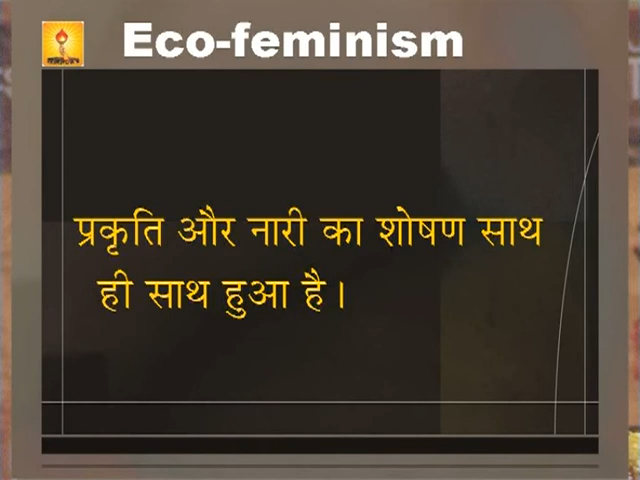 Eco-feminism
प्रकृति और नारी का शोषण साथ
ही साथ हुआ है।